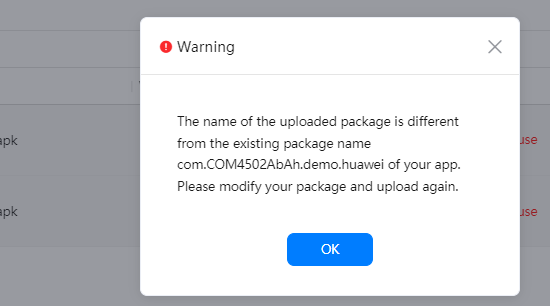 Warning
The name of the uploaded package is different
from the existing package name
com.COM4502AbAh.demo.huawei of your app.
Please modify your package and upload again.
apk
use
apk
use
OK